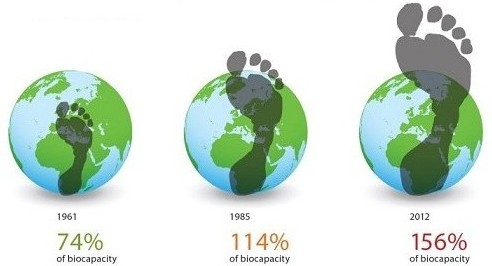 1961
74%
of biocapacity
1985
114%
of biocapacity
2012
156%
of biocapacity